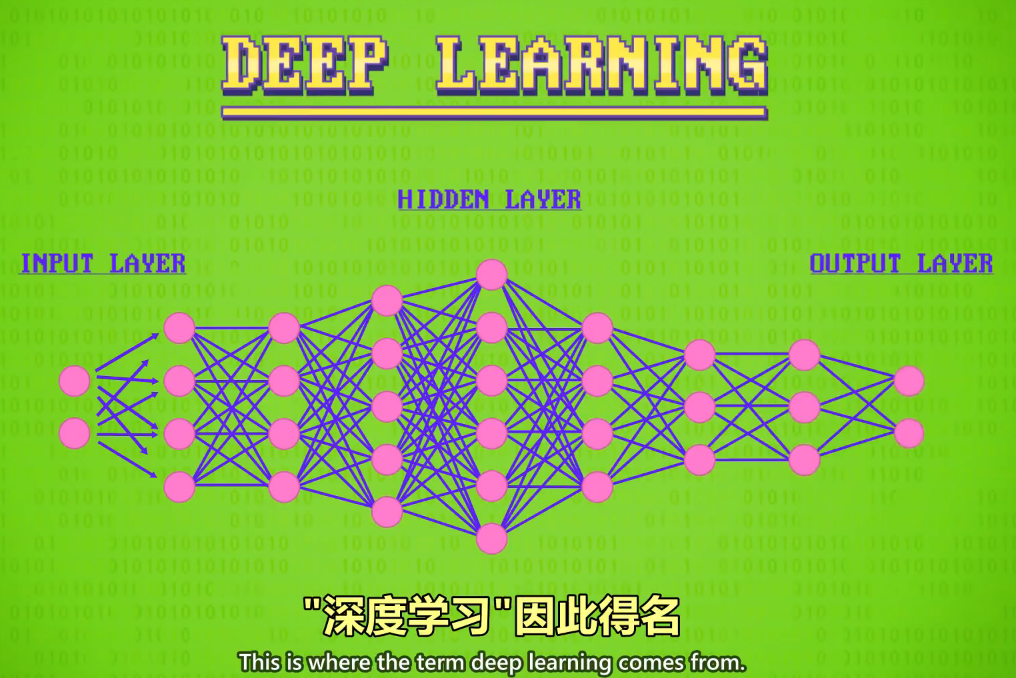 DEEP LEARNING
HIDDEN LAYER
INPUT LAYER
OUTPUT LAYER
"深度学习"因此得名
This is where the term deep learning comes from.